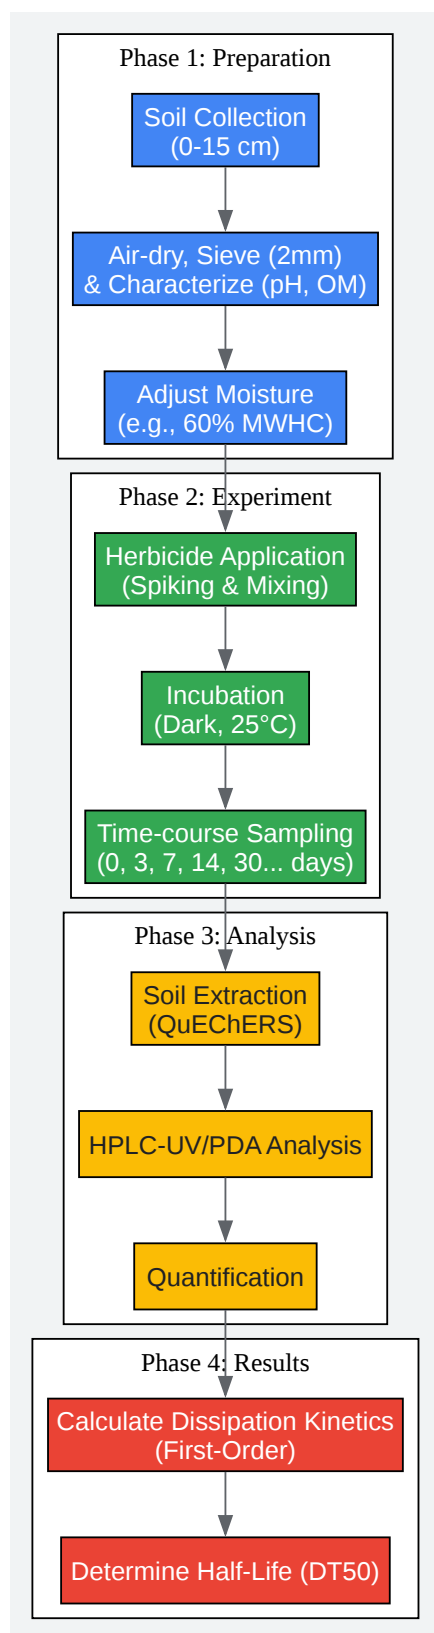 Phase 1: Preparation
Soil Collection
(0-15 cm)
Air-dry, Sieve (2mm)
& Characterize (pH, OM)
Adjust Moisture
(e.g., 60% MWHC)
Phase 2: Experiment
Herbicide Application
(Spiking & Mixing)
Incubation
(Dark, 25°C)
Time-course Sampling
(0, 3, 7, 14, 30... days)
Phase 3: Analysis
Soil Extraction
(QuEChERS)
HPLC-UV/PDA Analysis
Quantification
Phase 4: Results
Calculate Dissipation Kinetics
(First-Order)
Determine Half-Life (DT50)